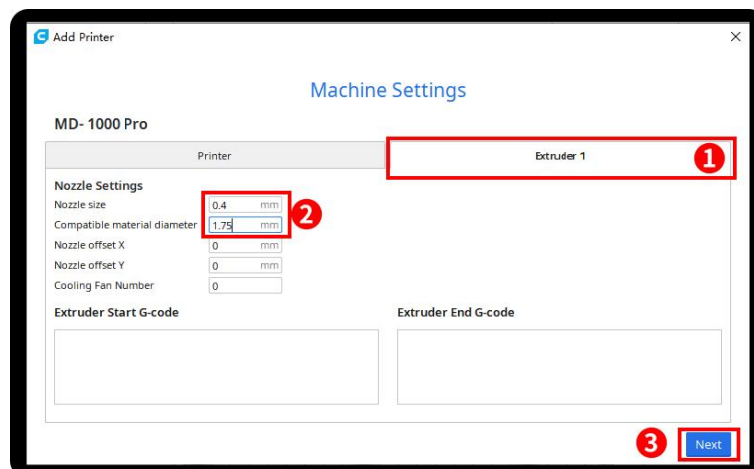 Add Printer
Machine Settings
MD- 1000 Pro
Printer
Extruder 1
1
Nozzle Settings
Nozzle size 0.4 mm
2
Compatible material diameter 1.75 mm
Nozzle offset X 0 mm
Nozzle offset Y 0 mm
Cooling Fan Number 0
Extruder Start G-code
Extruder End G-code
3
Next